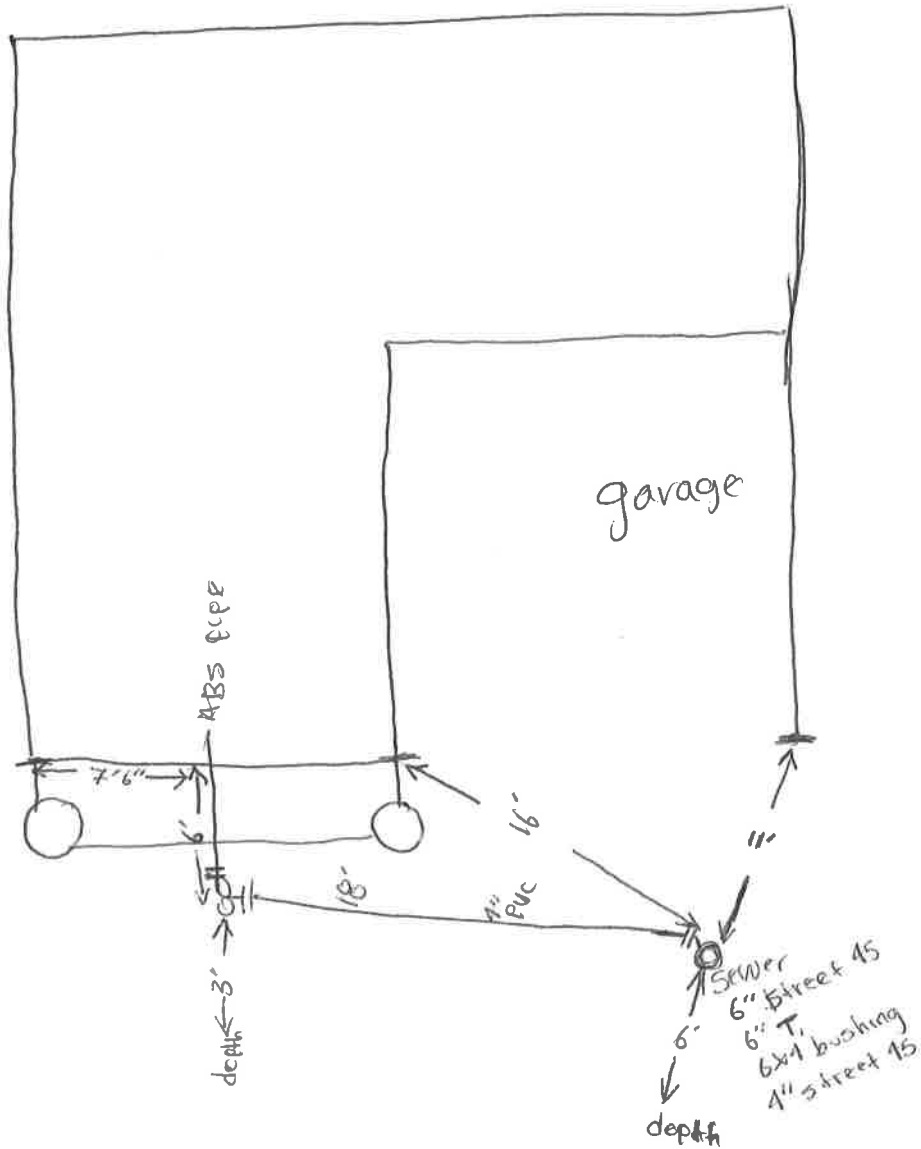 garage
ABS PIPE
7'6"
6'
16'
11'
18'
4"
PVC
3'
depth
Sewer
6" Street 45
6" T,
6x4 bushing
4" street 45
6'
depth